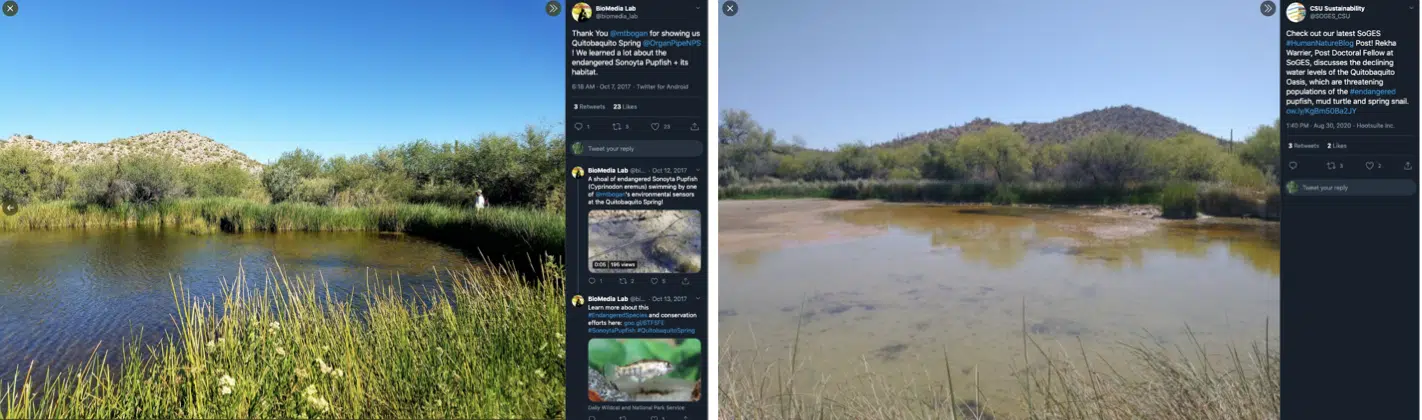 BioMedia Lab
@biomedia_lab
Thank You @mtbogan for showing us
Quitobaquito Spring @OrganPipeNPS
! We learned a lot about the
endangered Sonoyta Pupfish + its
habitat.
6:18 AM · Oct 7, 2017 · Twitter for Android
3 Retweets 23 Likes
1 3 23
Tweet your reply
BioMedia Lab @bi... · Oct 12, 2017
A shoal of endangered Sonoyta Pupfish
(Cyprinodon eremus) swimming by one
of @mtbogan's environmental sensors
at the Quitobaquito Spring!
0:05 195 views
1 2 5
BioMedia Lab @bi... · Oct 13, 2017
Learn more about this
#EndangeredSpecies and conservation
efforts here:
#SonoytaPupfish #QuitobaquitoSpring
Daily Wildcat and National Park Service
CSU Sustainability
@SOGES_CSU
Check out our latest SoGES
#HumanNatureBlog Post! Rekha
Warrier, Post Doctoral Fellow at
SoGES, discusses the declining
water levels of the Quitobaquito
Oasis, which are threatening
populations of the #endangered
pupfish, mud turtle and spring snail.
1:40 PM · Aug 30, 2020 · Hootsuite Inc.
3 Retweets 2 Likes
3 2
Tweet your reply